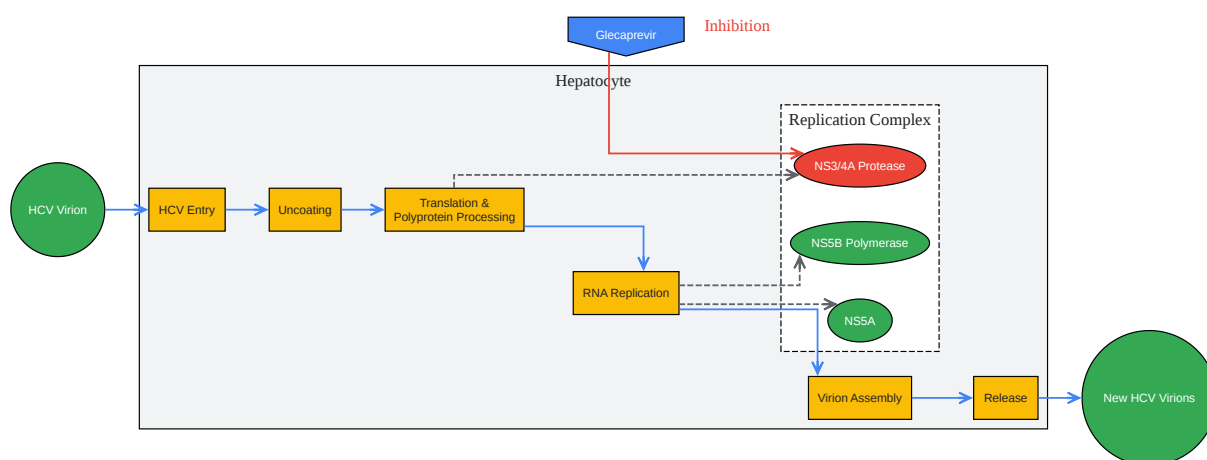 Glecaprevir
Inhibition
Hepatocyte
Replication Complex
NS3/4A Protease
HCV Virion
HCV Entry
Uncoating
Translation &
Polyprotein Processing
NS5B Polymerase
RNA Replication
NS5A
Virion Assembly
Release
New HCV Virions